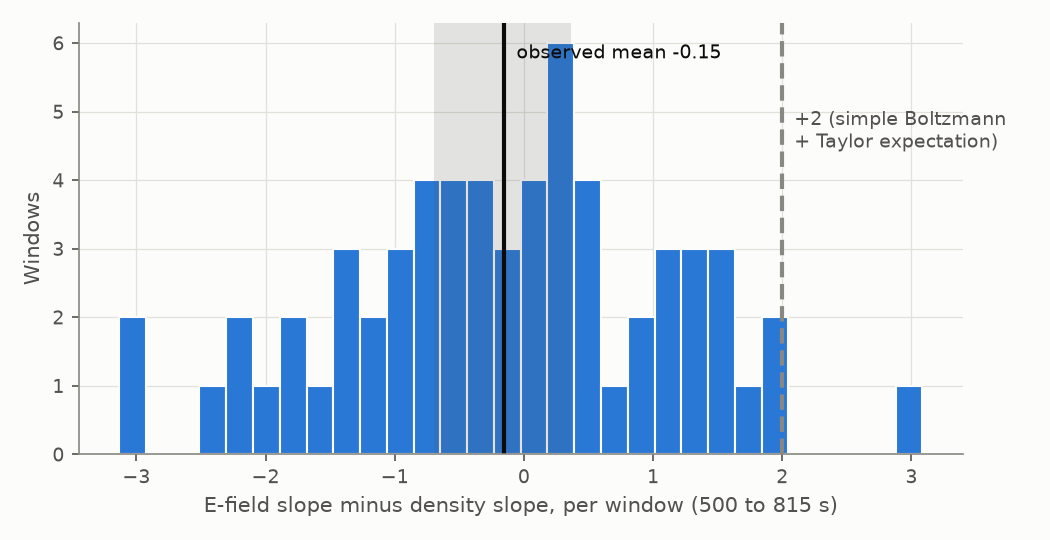 observed mean -0.15
+2 (simple Boltzmann
+ Taylor expectation)
Windows
6
5
4
3
2
1
0
−3
−2
−1
0
1
2
3
E-field slope minus density slope, per window (500 to 815 s)